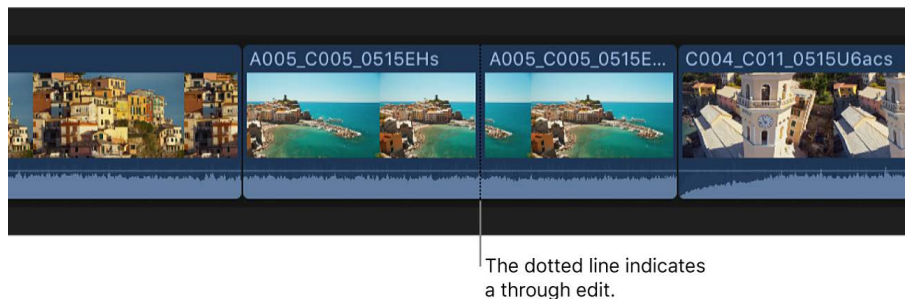 A005_C005_0515EHs
A005_C005_0515E...
C004_C011_0515U6acs
The dotted line indicates
a through edit.